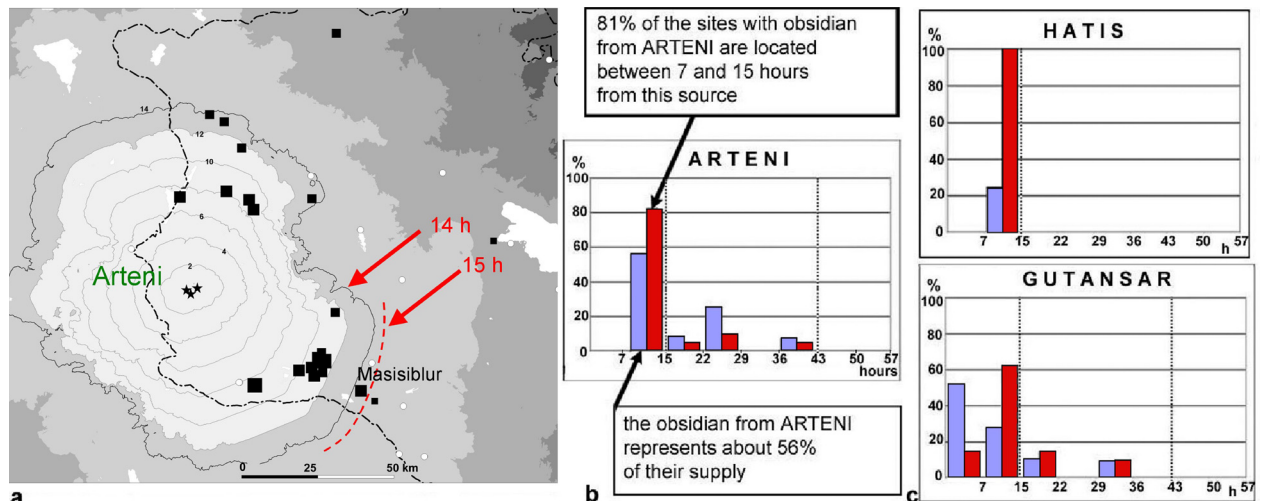 14
12
10
6
4
2
Arteni
14 h
15 h
Masisiblur
0 25 50 km
a
81% of the sites with obsidian
from ARTENI are located
between 7 and 15 hours
from this source
ARTENI
%
100
80
60
40
20
0
7 15 22 29 36 43 50 57
hours
the obsidian from ARTENI
represents about 56%
of their supply
b
HATIS
%
100
80
60
40
20
0
7 15 22 29 36 43 50 57
h
GUTANSAR
%
100
80
60
40
20
0
7 15 22 29 36 43 50 57
h
c